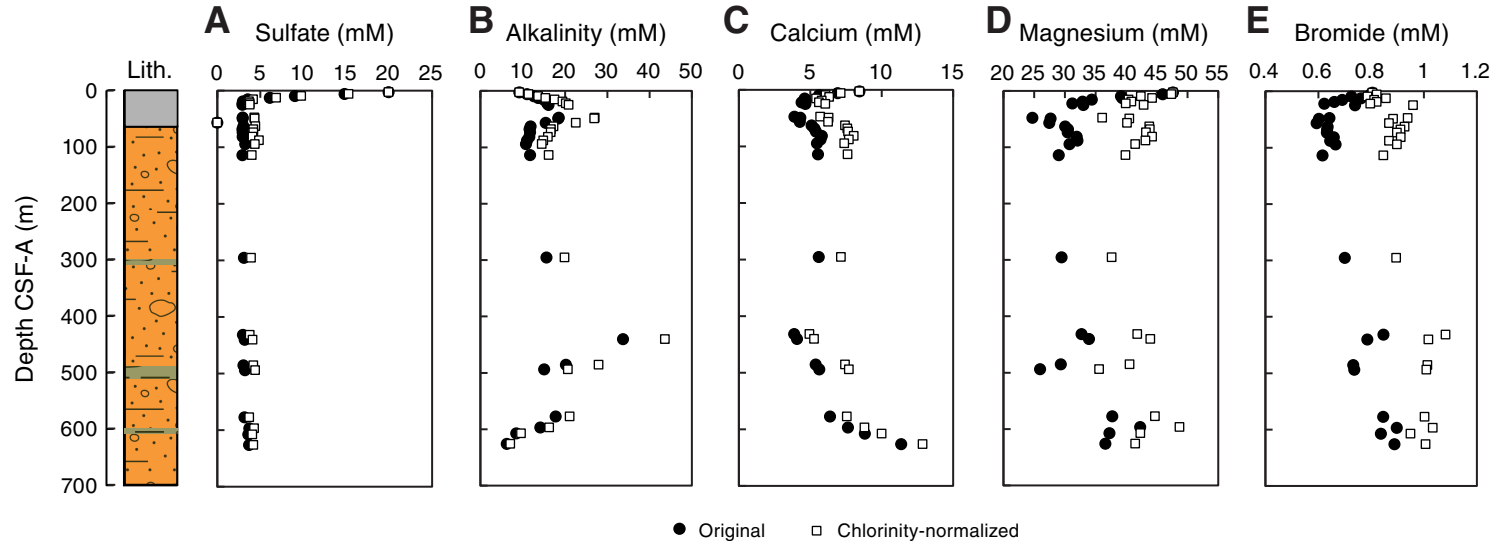 A Sulfate (mM)
B Alkalinity (mM)
C Calcium (mM)
D Magnesium (mM)
E Bromide (mM)
Lith.
0 5 10 15 20 25
0 10 20 30 40 50
0 5 10 15
20 25 30 35 40 45 50 55
0.4 0.6 0.8 1 1.2
Depth CSF-A (m)
0
100
200
300
400
500
600
700
Original
Chlorinity-normalized